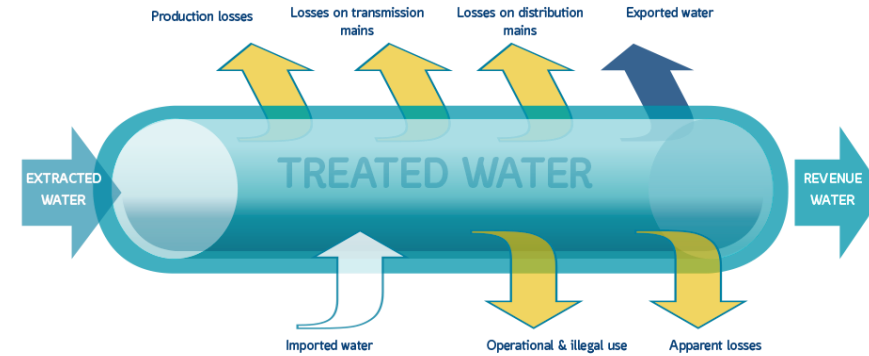 Production losses
Losses on transmission
mains
Losses on distribution
mains
Exported water
EXTRACTED
WATER
TREATED WATER
REVENUE
WATER
Imported water
Operational & illegal use
Apparent losses